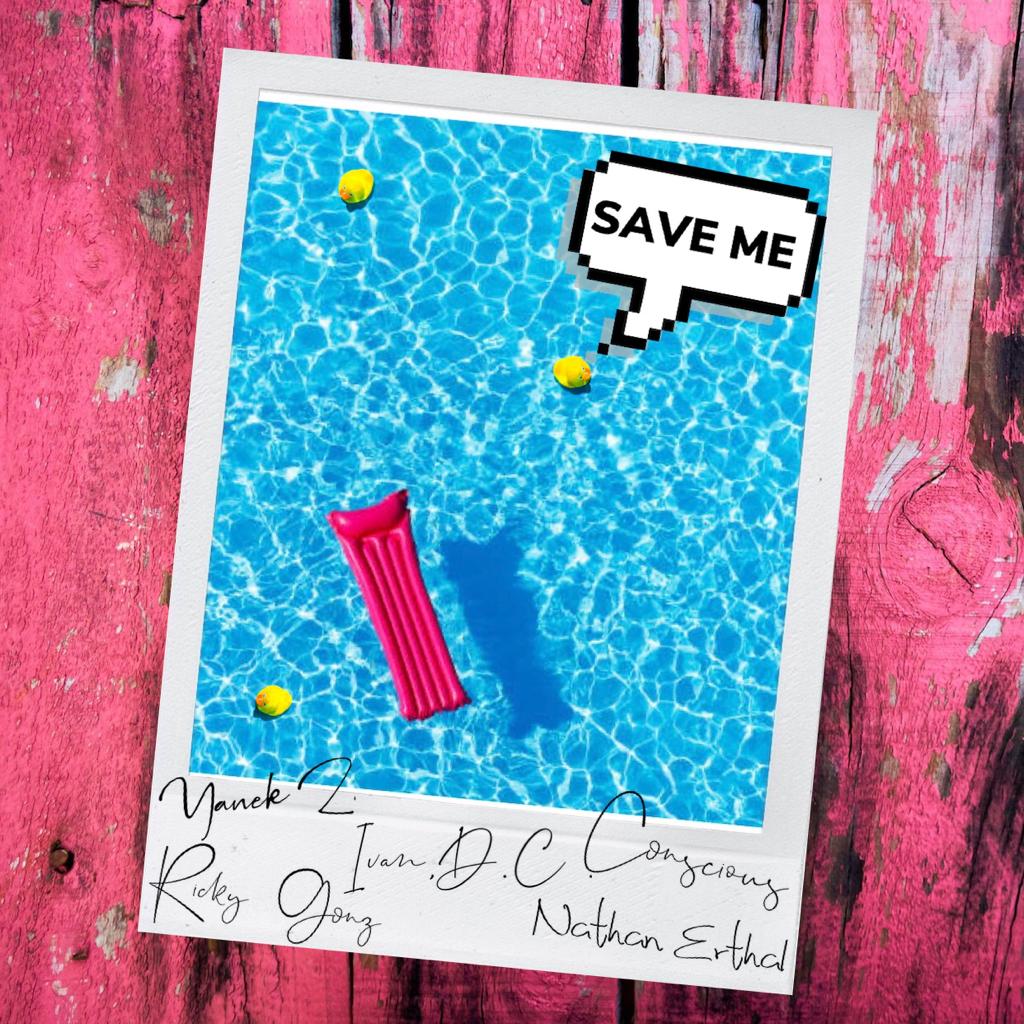 SAVE ME
Yanek Z.
Ivan.D.C.Conscious
Ricky Gonz
Nathan Erthal